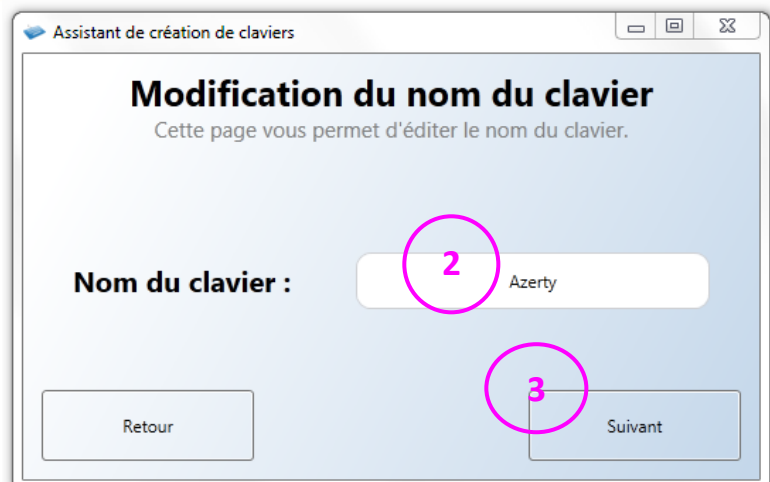 Assistant de création de claviers
Modification du nom du clavier
Cette page vous permet d'éditer le nom du clavier.
2
Nom du clavier :
Azerty
3
Retour
Suivant